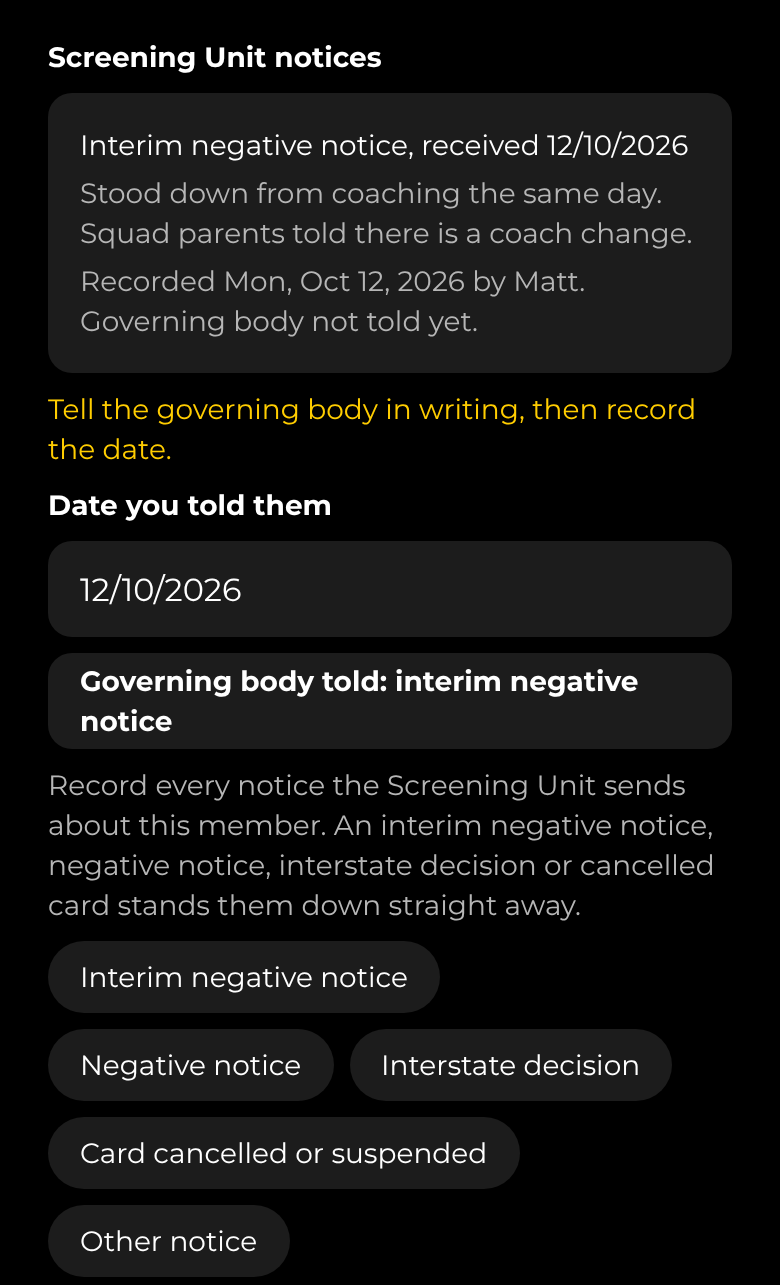 Screening Unit notices
Interim negative notice, received 12/10/2026
Stood down from coaching the same day.
Squad parents told there is a coach change.
Recorded Mon, Oct 12, 2026 by Matt.
Governing body not told yet.
Tell the governing body in writing, then record
the date.
Date you told them
12/10/2026
Governing body told: interim negative
notice
Record every notice the Screening Unit sends
about this member. An interim negative notice,
negative notice, interstate decision or cancelled
card stands them down straight away.
Interim negative notice
Negative notice
Interstate decision
Card cancelled or suspended
Other notice